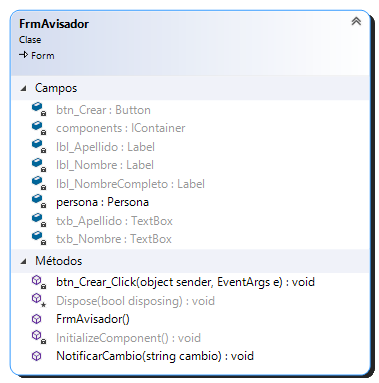 FrmAvisador
Clase
Form
Campos
btn_Crear : Button
components : IContainer
lbl_Apellido : Label
lbl_Nombre : Label
lbl_NombreCompleto : Label
persona : Persona
txb_Apellido : TextBox
txb_Nombre : TextBox
Métodos
btn_Crear_Click(object sender, EventArgs e) : void
Dispose(bool disposing) : void
FrmAvisador()
InitializeComponent() : void
NotificarCambio(string cambio) : void